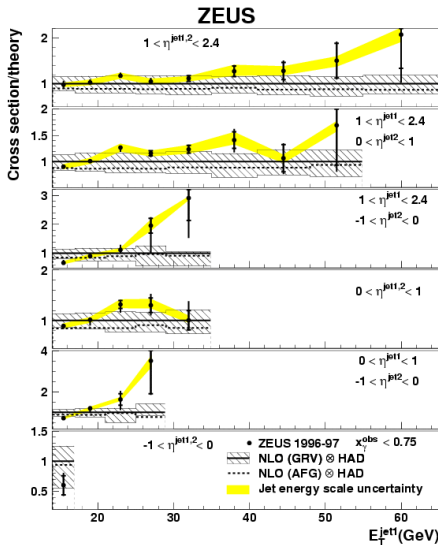 ZEUS
Cross section/theory
2
1.5
1
1 < η^jet1,2 < 2.4
2
1.5
1
1 < η^jet1 < 2.4
0 < η^jet2 < 1
3
2
1
1 < η^jet1 < 2.4
-1 < η^jet2 < 0
2
1
0 < η^jet1,2 < 1
4
2
1
0 < η^jet1 < 1
-1 < η^jet2 < 0
1.5
1
0.5
-1 < η^jet1,2 < 0
ZEUS 1996-97 x_γ^obs < 0.75
NLO (GRV) ⊗ HAD
NLO (AFG) ⊗ HAD
Jet energy scale uncertainty
20 30 40 50 60
E_T^jet1(GeV)